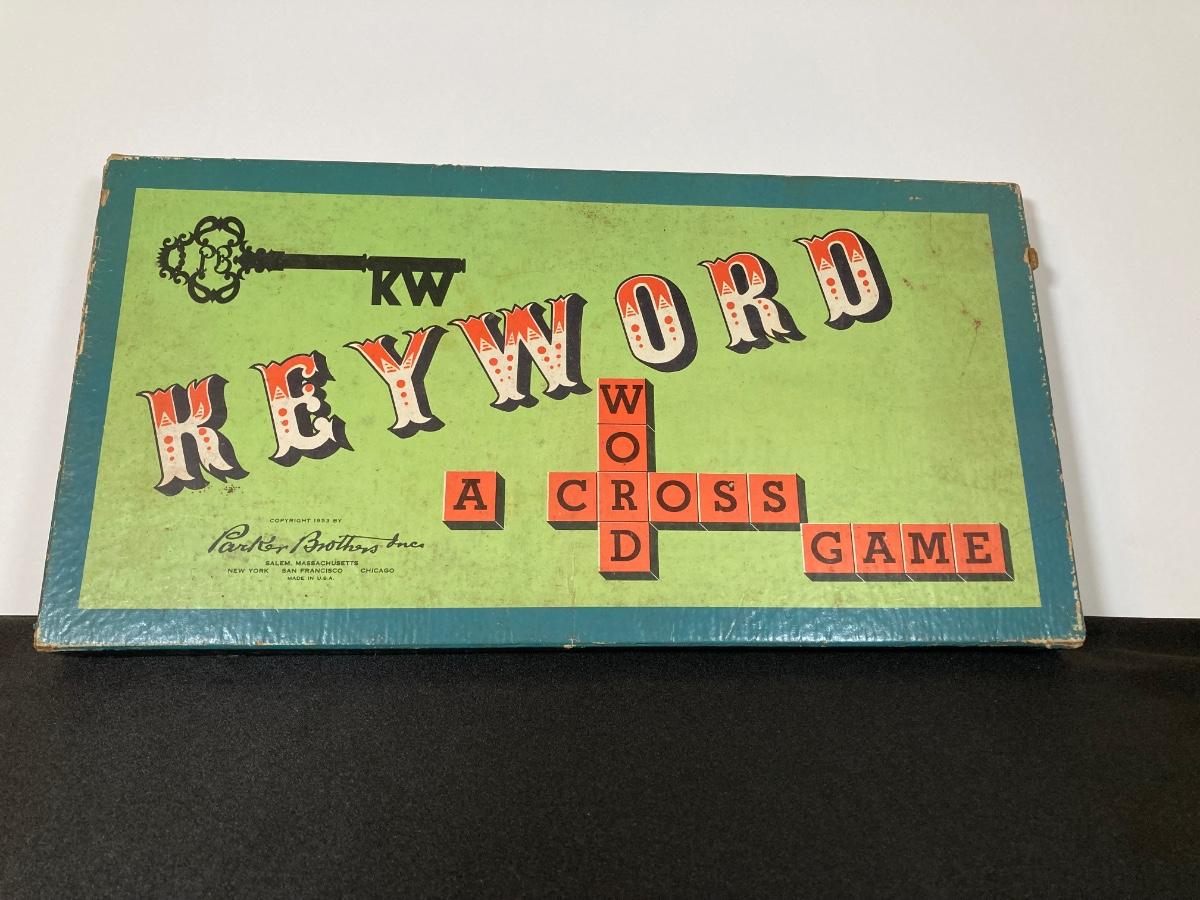 PB
KW
KEYWORD
WORD
A CROSS
GAME
COPYRIGHT 1953 BY
Parker Brothers Inc.
SALEM, MASSACHUSETTS
NEW YORK SAN FRANCISCO CHICAGO
MADE IN U.S.A.